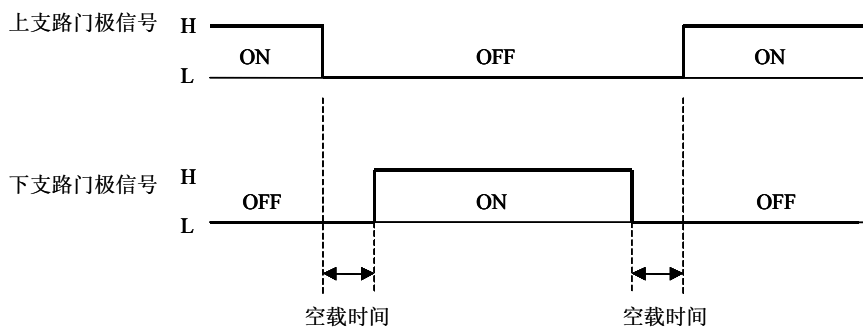 上支路门极信号 H
ON OFF ON
L
下支路门极信号 H
OFF ON OFF
L
空载时间 空载时间